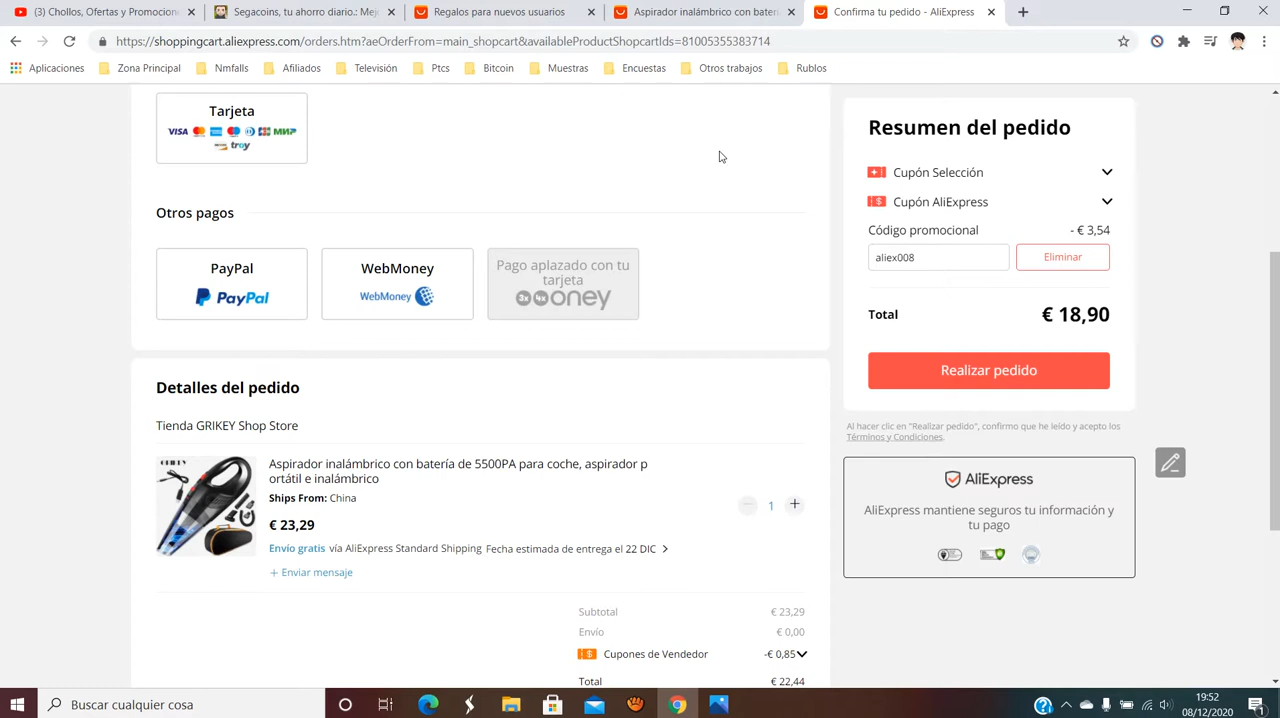 (3) Chollos, Ofertas y Promocione
Segacoins, tu ahorro diario.: Mej
Regalos para nuevos usuarios
Aspirador inalámbrico con baterí
Confirma tu pedido - AliExpress
https://shoppingcart.aliexpress.com/orders.htm?aeOrderFrom=main_shopcart&availableProductShopcartIds=81005355383714
Aplicaciones Zona Principal Nmfalls Afiliados Televisión Ptcs Bitcoin Muestras Encuestas Otros trabajos Rublos
Tarjeta
VISA МИР
troy
Otros pagos
PayPal
PayPal
WebMoney
WebMoney
Pago aplazado con tu
tarjeta
3x 4x oney
Detalles del pedido
Tienda GRIKEY Shop Store
GRIKEY
Aspirador inalámbrico con batería de 5500PA para coche, aspirador p
ortátil e inalámbrico
Ships From: China
€ 23,29
1
Envío gratis vía AliExpress Standard Shipping Fecha estimada de entrega el 22 DIC
+ Enviar mensaje
Subtotal € 23,29
Envío € 0,00
Cupones de Vendedor -€ 0,85
Total € 22,44
Resumen del pedido
Cupón Selección
Cupón AliExpress
Código promocional - € 3,54
aliex008 Eliminar
Total € 18,90
Realizar pedido
Al hacer clic en "Realizar pedido", confirmo que he leído y acepto los
Términos y Condiciones.
AliExpress
AliExpress mantiene seguros tu información y
tu pago
Buscar cualquier cosa
19:52
08/12/2020